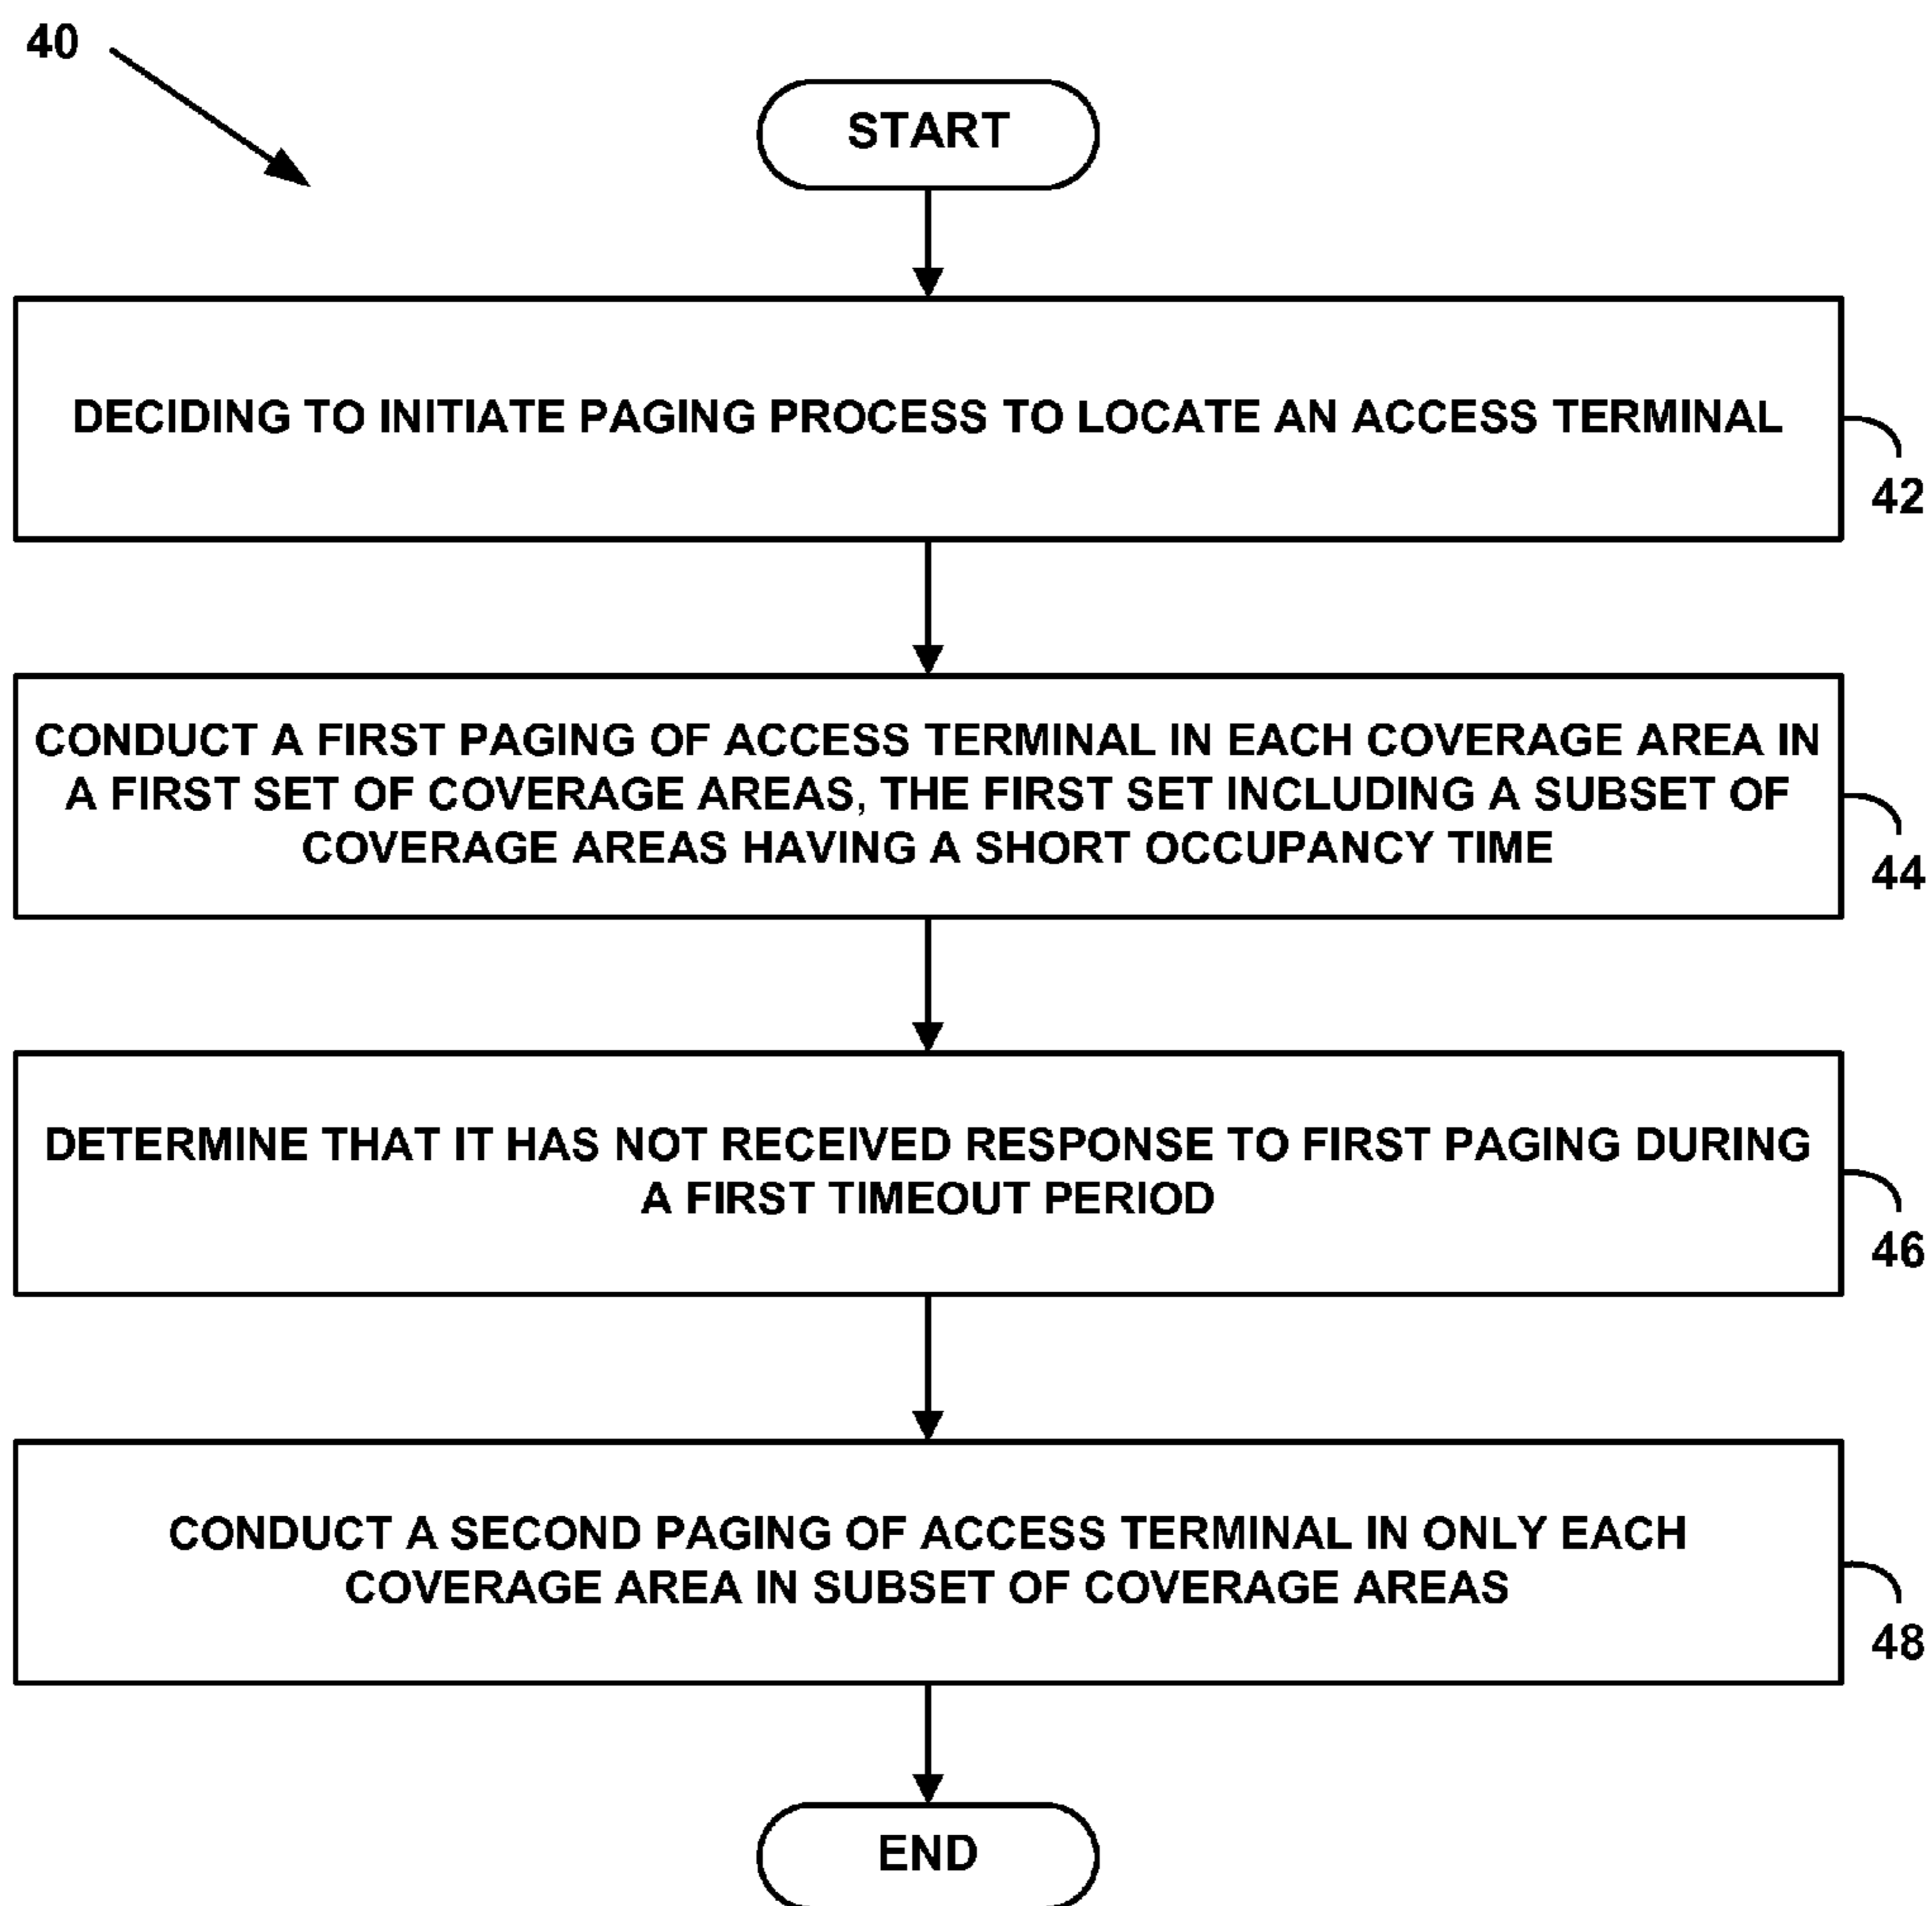 40
START
DECIDING TO INITIATE PAGING PROCESS TO LOCATE AN ACCESS TERMINAL
42
CONDUCT A FIRST PAGING OF ACCESS TERMINAL IN EACH COVERAGE AREA IN
A FIRST SET OF COVERAGE AREAS, THE FIRST SET INCLUDING A SUBSET OF
COVERAGE AREAS HAVING A SHORT OCCUPANCY TIME
44
DETERMINE THAT IT HAS NOT RECEIVED RESPONSE TO FIRST PAGING DURING
A FIRST TIMEOUT PERIOD
46
CONDUCT A SECOND PAGING OF ACCESS TERMINAL IN ONLY EACH
COVERAGE AREA IN SUBSET OF COVERAGE AREAS
48
END